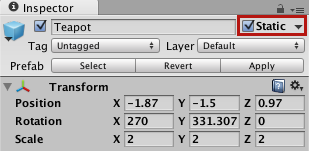 Inspector
Teapot Static
Tag Untagged Layer Default
Prefab Select Revert Apply
Transform
Position X -1.87 Y -1.5 Z 0.97
Rotation X 270 Y 331.307 Z 0
Scale X 2 Y 2 Z 2